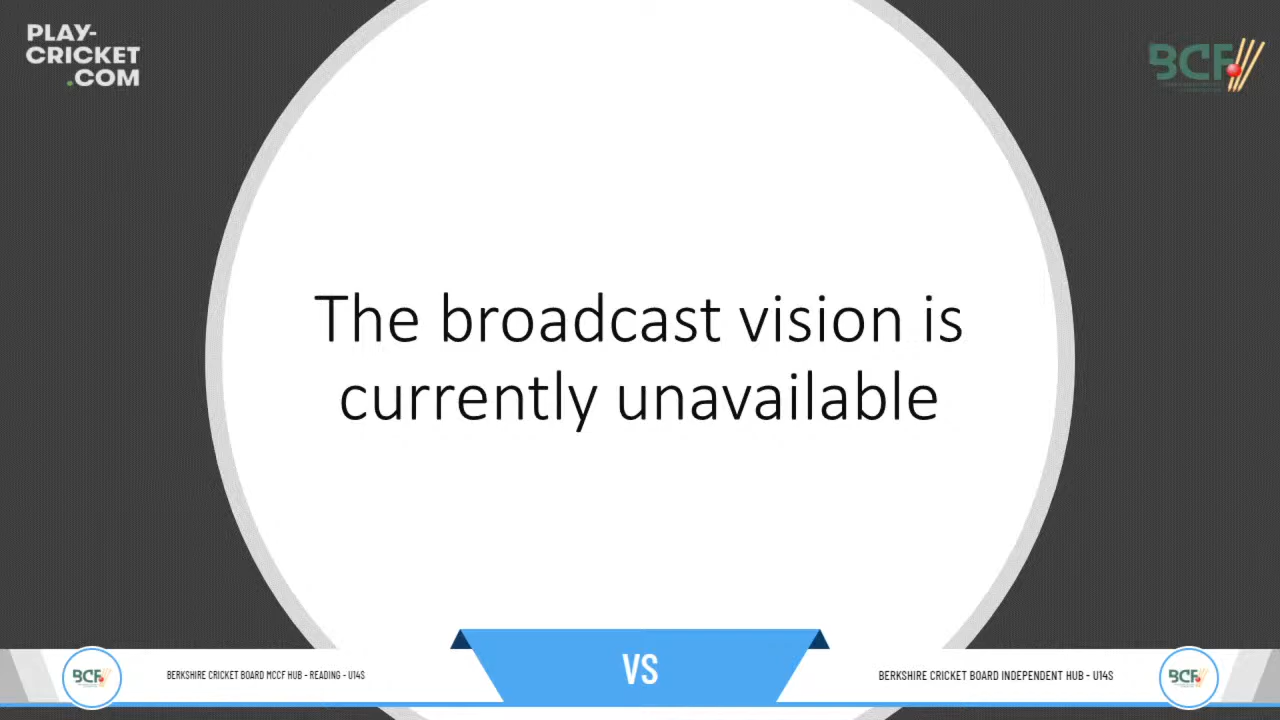 PLAY-
CRICKET
.COM
BCF
The broadcast vision is
currently unavailable
BCF
BERKSHIRE CRICKET BOARD MCCF HUB - READING - U14S
VS
BERKSHIRE CRICKET BOARD INDEPENDENT HUB - U14S
BCF